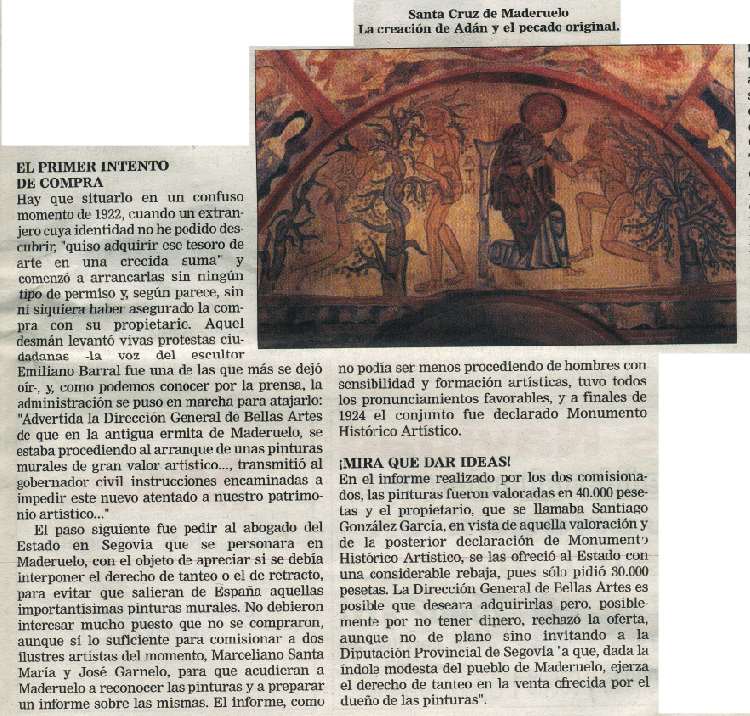 Santa Cruz de Maderuelo
La creación de Adán y el pecado original.
EL PRIMER INTENTO
DE COMPRA
Hay que situarlo en un confuso
momento de 1922, cuando un extran-
jero cuya identidad no he podido des-
cubrir, "quiso adquirir ese tesoro de
arte en una crecida suma" y
comenzó a arrancarlas sin ningún
tipo de permiso y, según parece, sin
ni siquiera haber asegurado la com-
pra con su propietaric. Aquel
desmán levantó vivas protestas ciu-
dadanas -la voz del escultor
Emiliano Barral fue una de las que más se dejó
oír-, y, como podemos conocer por la prensa, la
administración se puso en marcha para atajarlo:
"Advertida la Dirección General de Bellas Artes
de que en la antigua ermita de Maderuelo, se
estaba procediendo al arranque de unas pinturas
murales de gran valor artístico..., transmitió al
gobernador civil instrucciones encaminadas a
impedir este nuevo atentado a nuestro patrimo-
nio artístico..."
El paso siguiente fue pedir al abogado del
Estado en Segovia que se personara en
Maderuelo, con el objeto de apreciar si se debía
interponer el derecho de tanteo o el de retracto,
para evitar que salieran de España aquellas
importantísimas pinturas murales. No debieron
interesar mucho puesto que no se compraron,
aunque sí lo suficiente para comisionar a dos
ilustres artistas del momento, Marceliano Santa
María y José Garnelo, para que acudieran a
Maderuelo a reconocer las pinturas y a preparar
un informe sobre las mismas. El informe, como
no podía ser menos procediendo de hombres con
sensibilidad y formación artísticas, tuvo todos
los pronunciamientos favorables, y a finales de
1924 el conjunto fue declarado Monumento
Histórico Artístico.
¡MIRA QUE DAR IDEAS!
En el informe realizado por los dos comisiona-
dos, las pinturas fueron valoradas en 40.000 pese-
tas y el propietario, que se llamaba Santiago
González García, en vista de aquella valoración y
de la posterior declaración de Monumento
Histórico Artístico, se las ofreció al Estado con
una considerable rebaja, pues sólo pidió 30.000
pesetas. La Dirección General de Bellas Artes es
posible que deseara adquirirlas pero, posible-
mente por no tener dinero, rechazó la oferta,
aunque no de plano sino invitando a la
Diputación Provincial de Segovia "a que, dada la
índole modesta del pueblo de Maderuelo, ejerza
el derecho de tanteo en la venta ofrecida por el
dueño de las pinturas".